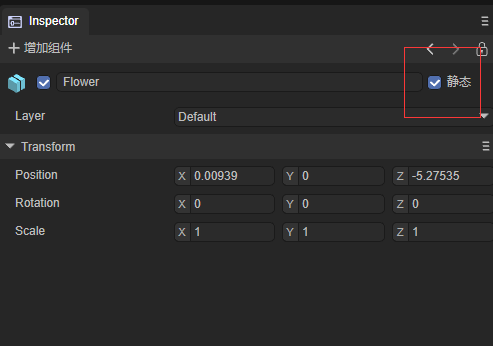 Inspector
增加组件
Flower 静态
Layer Default
Transform
Position X 0.00939 Y 0 Z -5.27535
Rotation X 0 Y 0 Z 0
Scale X 1 Y 1 Z 1